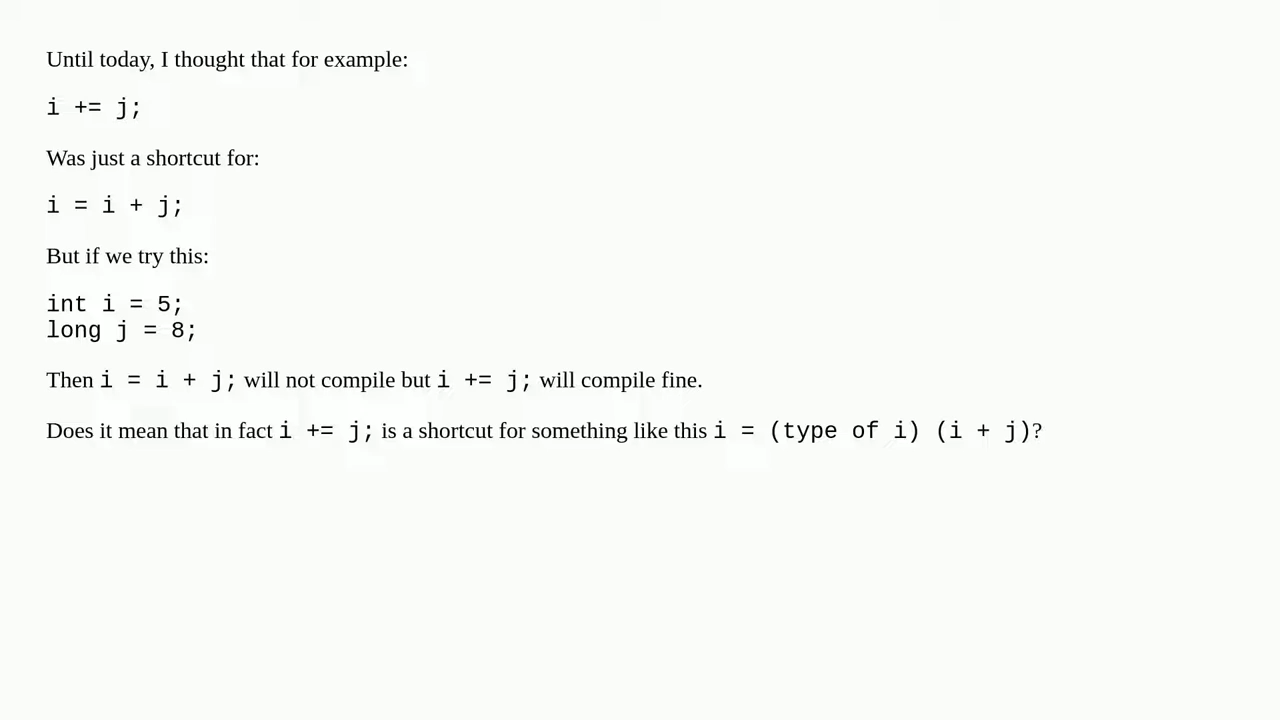 Until today, I thought that for example:
i += j;
Was just a shortcut for:
i = i + j;
But if we try this:
int i = 5;
long j = 8;
Then i = i + j; will not compile but i += j; will compile fine.
Does it mean that in fact i += j; is a shortcut for something like this i = (type of i) (i + j)?